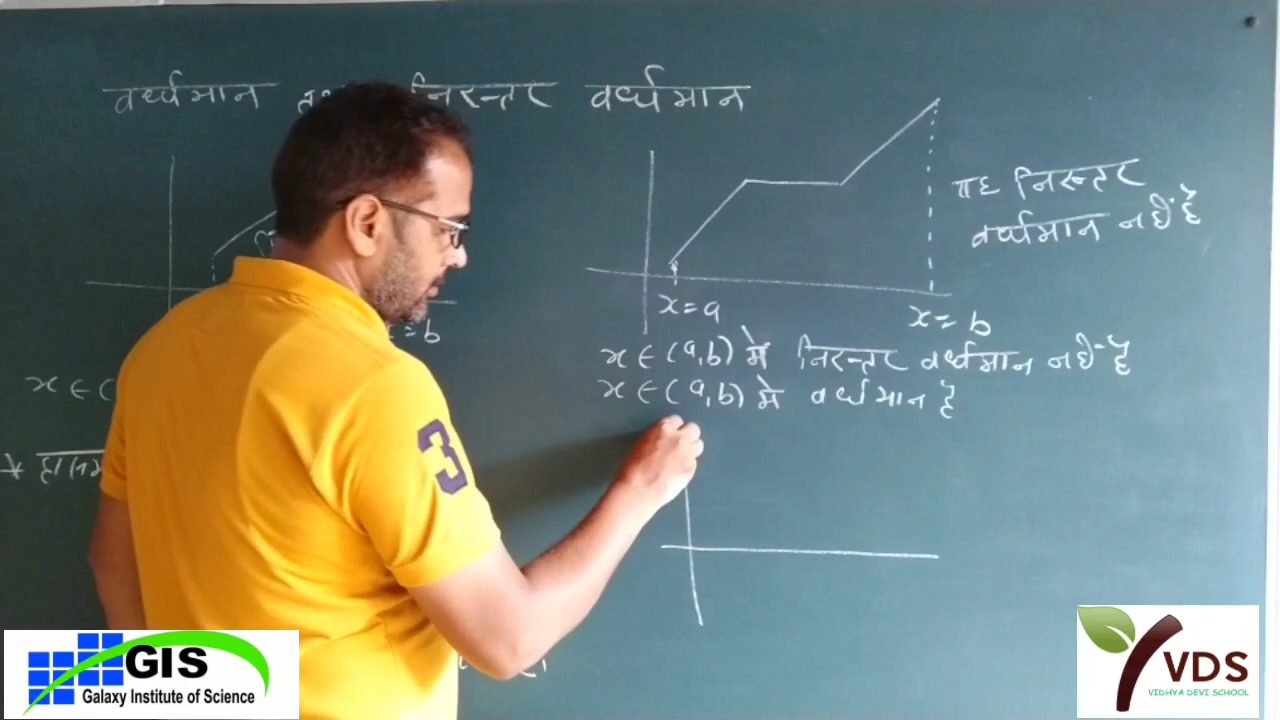 वर्ध्धमान निरन्तर वर्ध्धमान
यह निरन्तर
वर्ध्धमान नही है
x=a
x= b
=b
x∈(a,b) मे निरन्तर वर्ध्धमान नही है
x∈(
x∈(a,b) मे वर्धमान है
3
GIS
Galaxy Institute of Science
VDS
VIDHYA DEVI SCHOOL